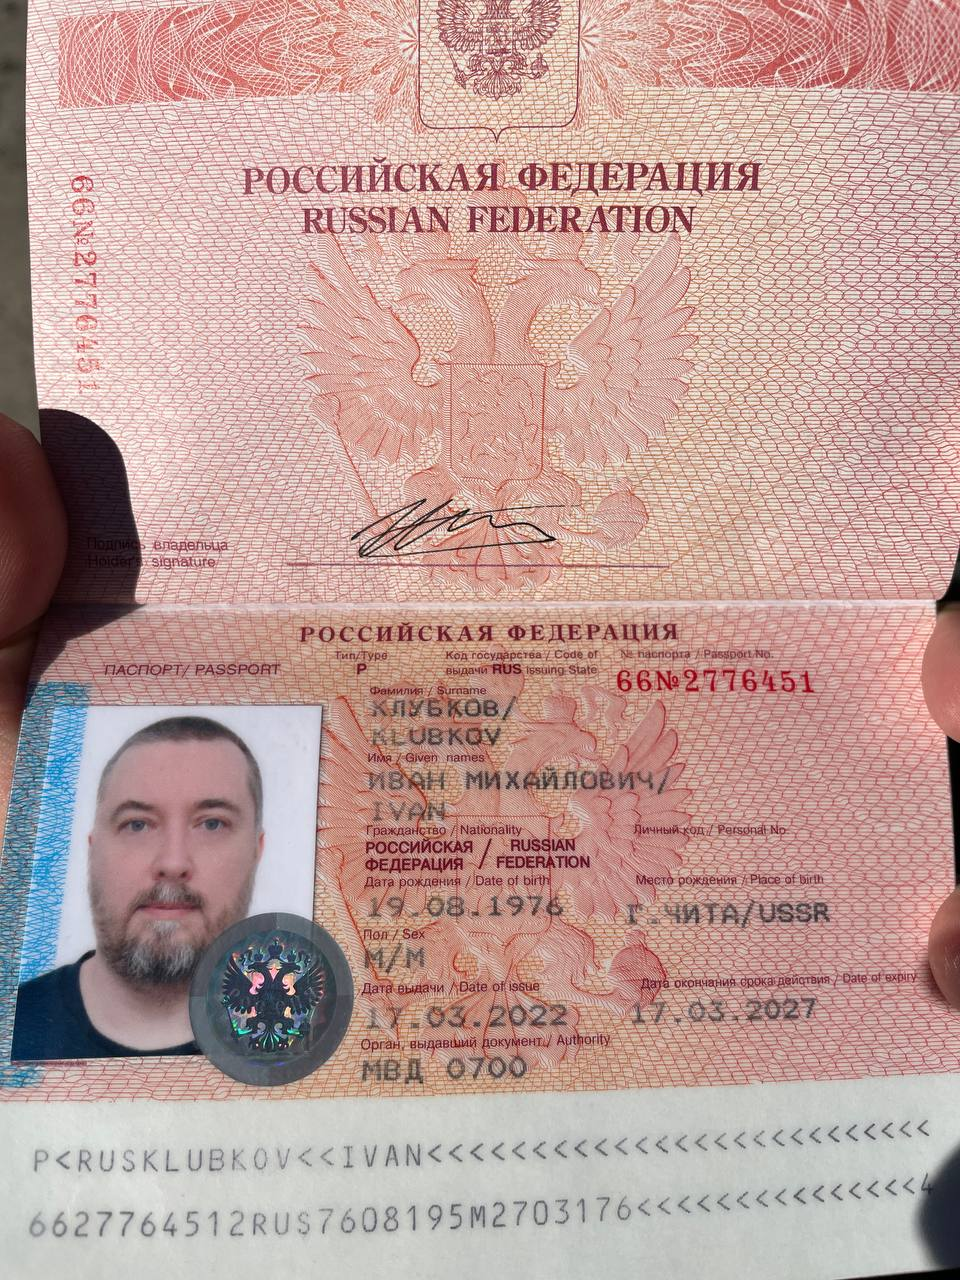 РОССИЙСКАЯ ФЕДЕРАЦИЯ
RUSSIAN FEDERATION
66№2776451
Подпись владельца
Holder's signature
РОССИЙСКАЯ ФЕДЕРАЦИЯ
ПАСПОРТ/ PASSPORT
Тип/Type
P
Код государства / Code of
выдачи RUS issuing State
№ паспорта / Passport No.
66№2776451
Фамилия / Surname
КЛУБКОВ/
KLUBKOV
Имя / Given names
ИВАН МИХАЙЛОВИЧ/
IVAN
Гражданство / Nationality
Личный код / Personal No.
РОССИЙСКАЯ / RUSSIAN
ФЕДЕРАЦИЯ / FEDERATION
Дата рождения / Date of birth
Место рождения / Place of birth
19.08.1976
Г.ЧИТА/USSR
Пол / Sex
М/M
Дата выдачи / Date of issue
Дата окончания срока действия / Date of expiry
17.03.2022
17.03.2027
Орган, выдавший документ / Authority
МВД 0700
P<RUSKLUBKOV<<IVAN<<<<<<<<<<<<<<<<<<<<<<<<<<
6627764512RUS7608195M2703176<<<<<<<<<<<<<<<4